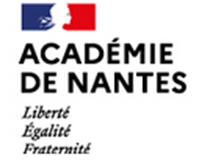 ACADÉMIE
DE NANTES
Liberté
Égalité
Fraternité